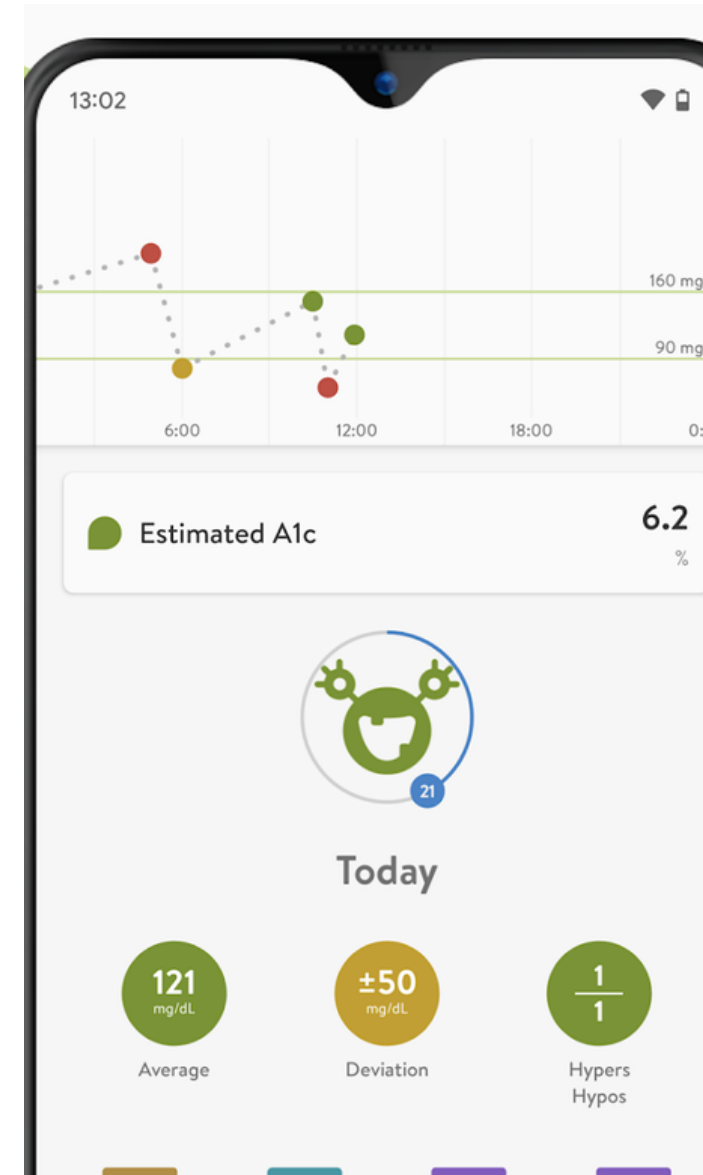 13:02
160 mg
90 mg
6:00 12:00 18:00 0:
Estimated A1c
6.2
%
21
Today
121
mg/dL
Average
±50
mg/dL
Deviation
1
1
Hypers
Hypos